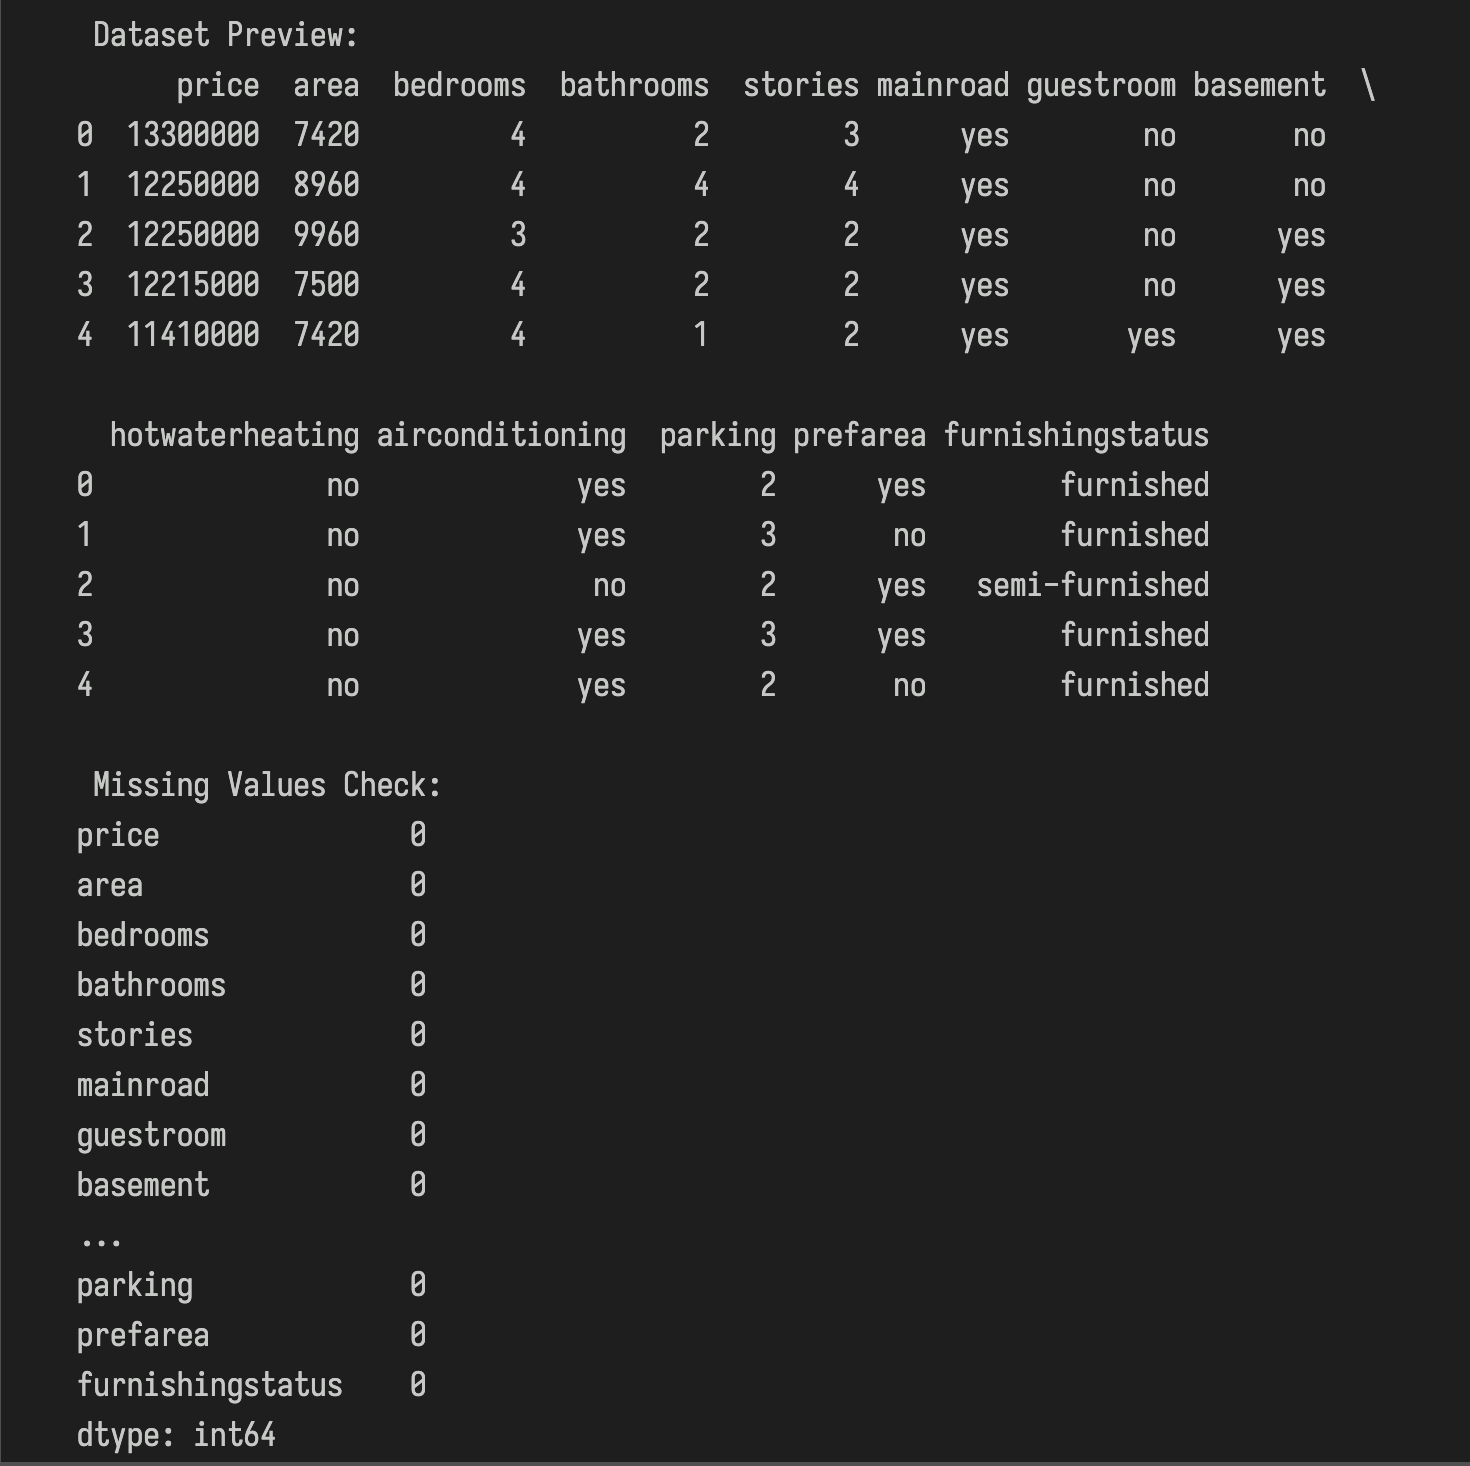 Dataset Preview:
      price  area  bedrooms  bathrooms  stories mainroad guestroom basement  \
0  13300000  7420         4          2        3      yes        no       no
1  12250000  8960         4          4        4      yes        no       no
2  12250000  9960         3          2        2      yes        no      yes
3  12215000  7500         4          2        2      yes        no      yes
4  11410000  7420         4          1        2      yes       yes      yes
  hotwaterheating airconditioning  parking prefarea furnishingstatus
0              no             yes        2      yes        furnished
1              no             yes        3       no        furnished
2              no              no        2      yes   semi-furnished
3              no             yes        3      yes        furnished
4              no             yes        2       no        furnished
Missing Values Check:
price               0
area                0
bedrooms            0
bathrooms           0
stories             0
mainroad            0
guestroom           0
basement            0
...
parking             0
prefarea            0
furnishingstatus    0
dtype: int64